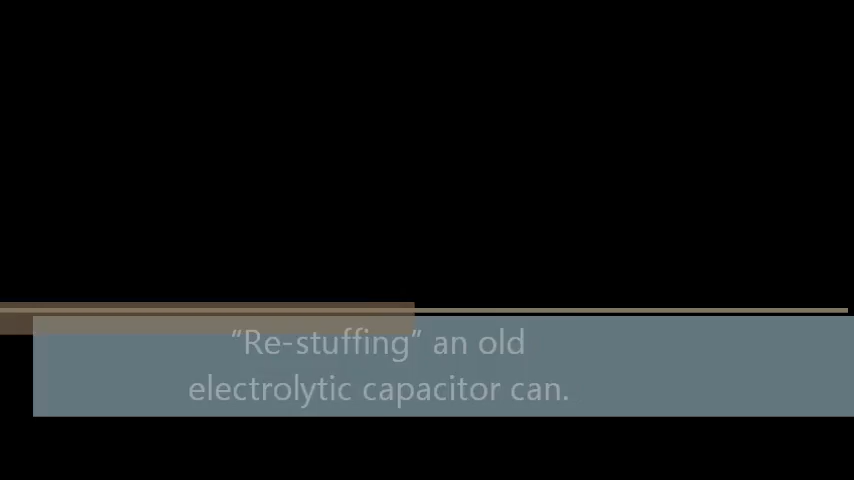 “Re-stuffing” an old
electrolytic capacitor can.